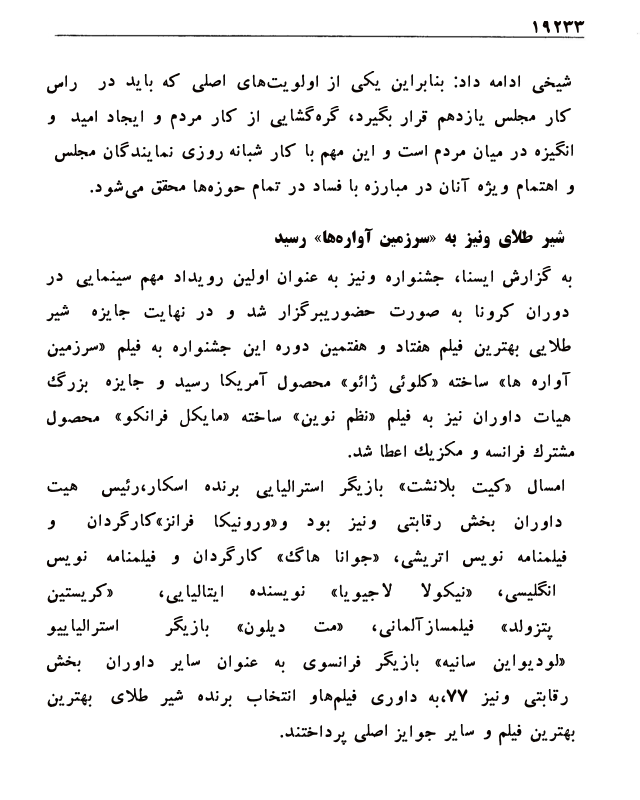 ۱۹۲۳۳
شیخی ادامه داد: بنابراین یکی از اولویت‌های اصلی که باید در راس
کار مجلس یازدهم قرار بگیرد، گره‌گشایی از کار مردم و ایجاد امید و
انگیزه در میان مردم است و این مهم با کار شبانه روزی نمایندگان مجلس
و اهتمام ویژه آنان در مبارزه با فساد در تمام حوزه‌ها محقق می‌شود.
شیر طلای ونیز به «سرزمین آواره‌ها» رسید
به گزارش ایسنا، جشنواره ونیز به عنوان اولین رویداد مهم سینمایی در
دوران کرونا به صورت حضوریبرگزار شد و در نهایت جایزه شیر
طلایی بهترین فیلم هفتاد و هفتمین دوره این جشنواره به فیلم «سرزمین
آواره ها» ساخته «کلوئی ژائو» محصول آمریکا رسید و جایزه بزرگ
هیات داوران نیز به فیلم «نظم نوین» ساخته «مایکل فرانکو» محصول
مشترک فرانسه و مکزیک اعطا شد.
امسال «کیت بلانشت» بازیگر استرالیایی برنده اسکار،رئیس هیت
داوران بخش رقابتی ونیز بود و«ورونیکا فرانز»کارگردان و
فیلمنامه نویس اتریشی، «جوانا هاگ» کارگردان و فیلمنامه نویس
انگلیسی، «نیکولا لاجیویا» نویسنده ایتالیایی، «کریستین
پتزولد» فیلمسازآلمانی، «مت دیلون» بازیگر استرالیاییو
«لودیواین سانیه» بازیگر فرانسوی به عنوان سایر داوران بخش
رقابتی ونیز ۷۷،به داوری فیلم‌هاو انتخاب برنده شیر طلای بهترین
بهترین فیلم و سایر جوایز اصلی پرداختند.